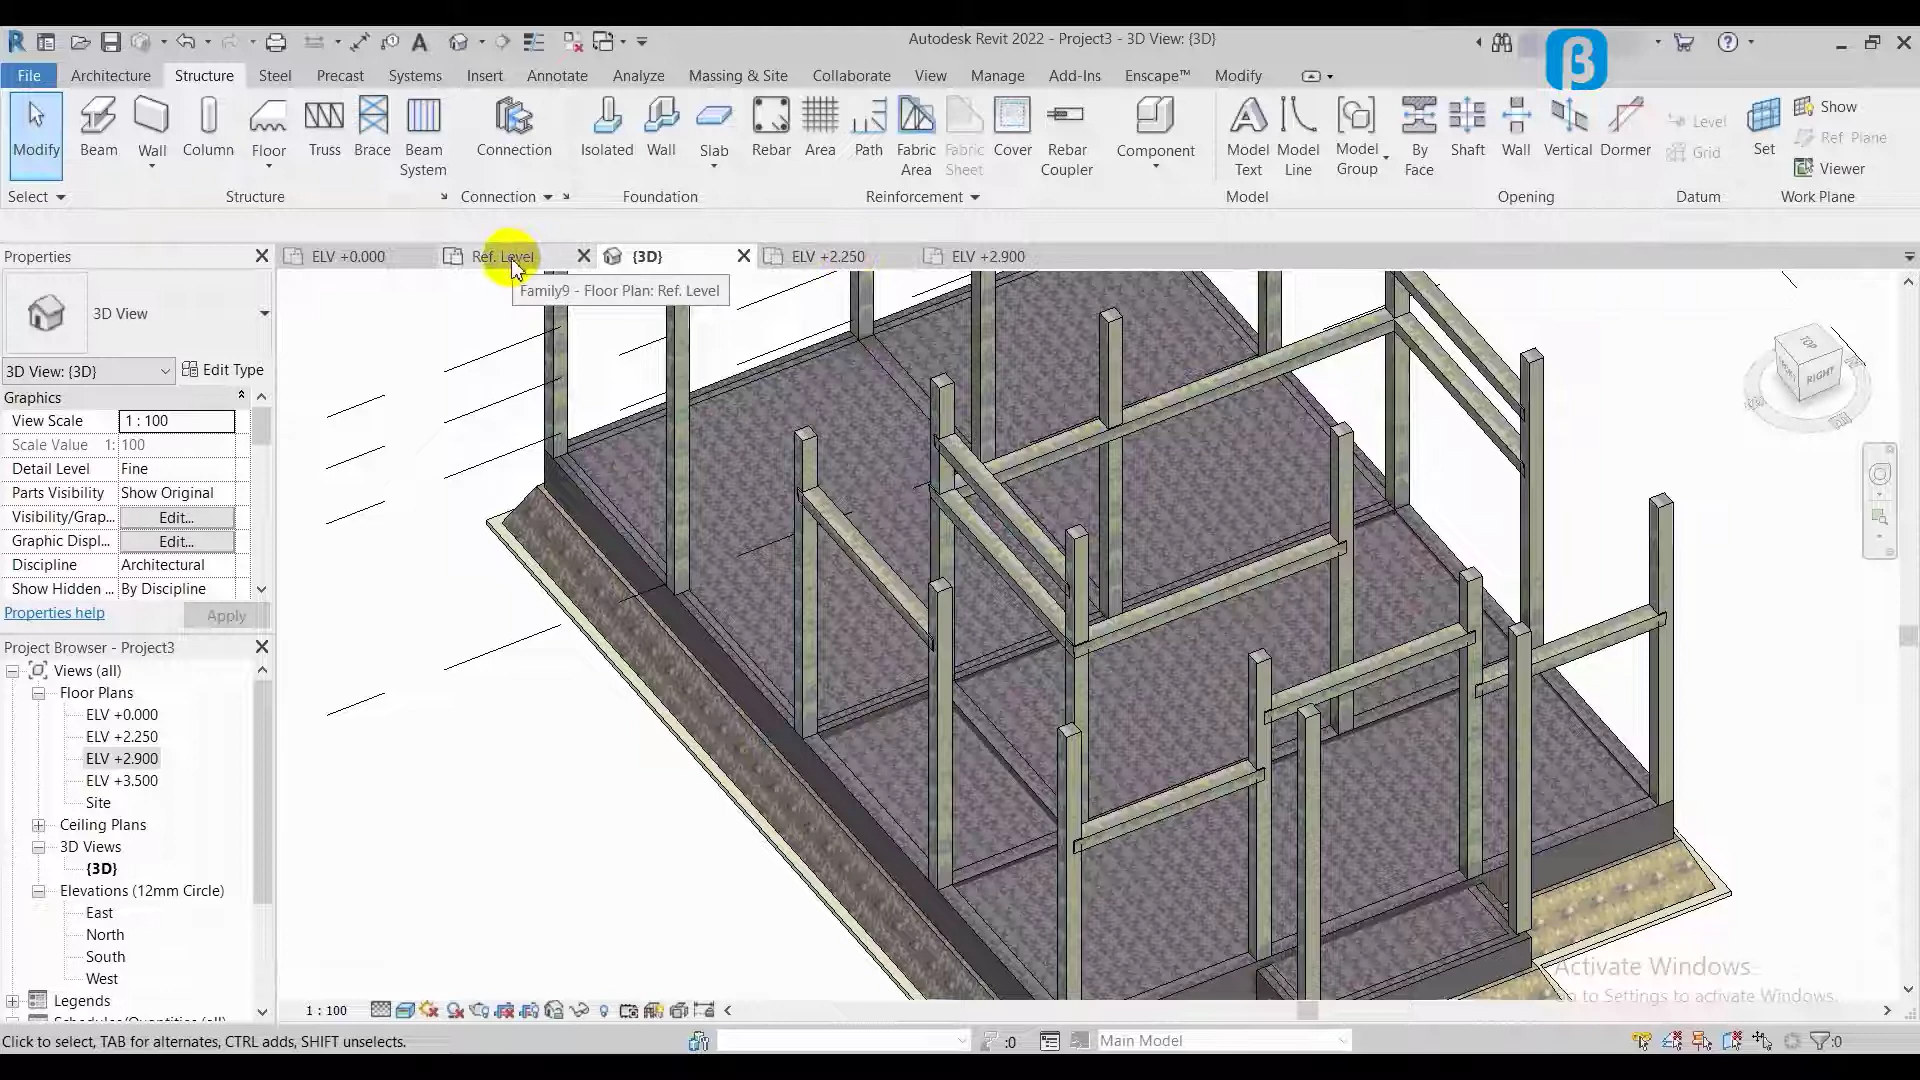 Autodesk Revit 2022 - Project3 - 3D View: {3D}
File Architecture Structure Steel Precast Systems Insert Annotate Analyze Massing & Site Collaborate View Manage Add-Ins Enscape™ Modify
Modify Beam Wall Column Floor Truss Brace Beam System Connection Isolated Wall Slab Rebar Area Path Fabric Area Fabric Sheet Cover Rebar Coupler Component Model Text Model Line Model Group By Face Shaft Wall Vertical Dormer Level Grid Set Show Ref Plane Viewer
Select Structure Connection Foundation Reinforcement Model Opening Datum Work Plane
Properties
ELV +0.000 Ref. Level {3D} ELV +2.250 ELV +2.900
Family9 - Floor Plan: Ref. Level
3D View
3D View: {3D} Edit Type
Graphics
View Scale 1 : 100
Scale Value 1: 100
Detail Level Fine
Parts Visibility Show Original
Visibility/Grap... Edit...
Graphic Displ... Edit...
Discipline Architectural
Show Hidden ... By Discipline
Properties help Apply
Project Browser - Project3
Views (all)
Floor Plans
ELV +0.000
ELV +2.250
ELV +2.900
ELV +3.500
Site
Ceiling Plans
3D Views
{3D}
Elevations (12mm Circle)
East
North
South
West
Legends
Schedules/Quantities (all)
TOP
RIGHT
Activate Windows
to Settings to activate Windows.
1 : 100
Click to select, TAB for alternates, CTRL adds, SHIFT unselects.
:0 Main Model :0